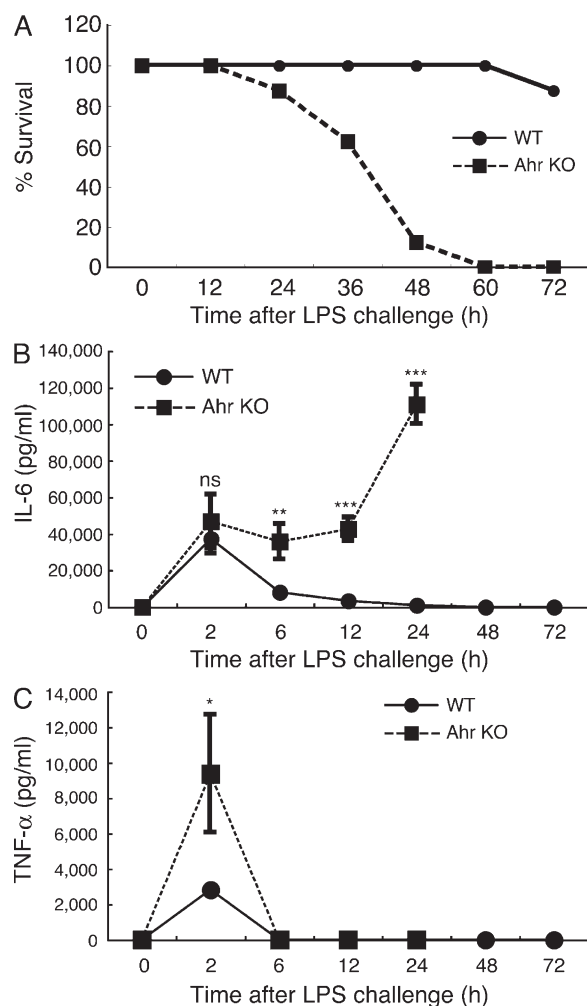 A
120
100
80
60
40
20
0
% Survival
WT
Ahr KO
0 12 24 36 48 60 72
Time after LPS challenge (h)
B
140,000
120,000
100,000
80,000
60,000
40,000
20,000
0
IL-6 (pg/ml)
WT
Ahr KO
ns
**
***
***
0 2 6 12 24 48 72
Time after LPS challenge (h)
C
14,000
12,000
10,000
8,000
6,000
4,000
2,000
0
TNF-α (pg/ml)
*
WT
Ahr KO
0 2 6 12 24 48 72
Time after LPS challenge (h)